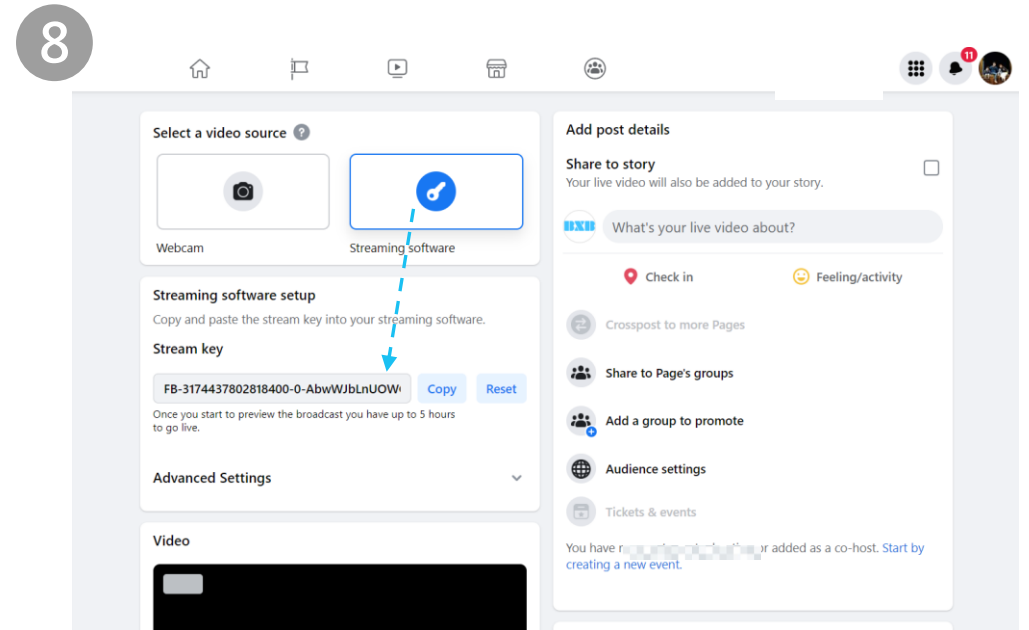 8
11
Select a video source ?
Webcam
Streaming software
Streaming software setup
Copy and paste the stream key into your streaming software.
Stream key
FB-3174437802818400-0-AbwWJbLnUOW
Copy
Reset
Once you start to preview the broadcast you have up to 5 hours
to go live.
Advanced Settings
Video
Add post details
Share to story
Your live video will also be added to your story.
BXB
What's your live video about?
Check in
Feeling/activity
Crosspost to more Pages
Share to Page's groups
Add a group to promote
Audience settings
Tickets & events
You have or added as a co-host. Start by
creating a new event.